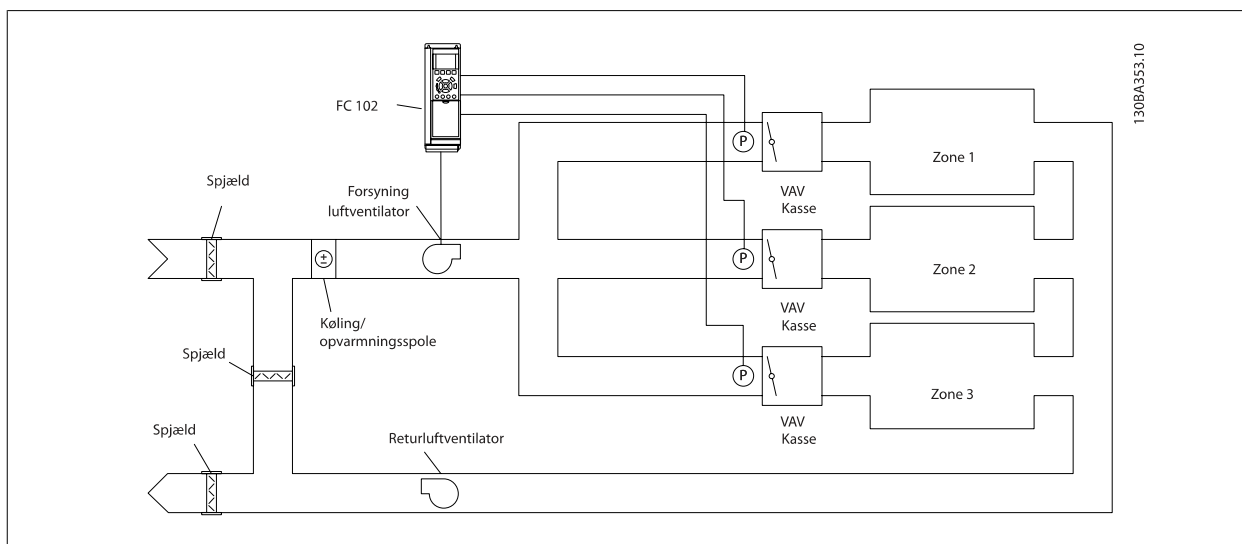 130BA353.10
FC 102
P
VAV
Kasse
Zone 1
Spjæld
Forsyning
luftventilator
P
VAV
Kasse
Zone 2
±
Køling/
opvarmningsspole
Spjæld
P
VAV
Kasse
Zone 3
Spjæld
Returluftventilator